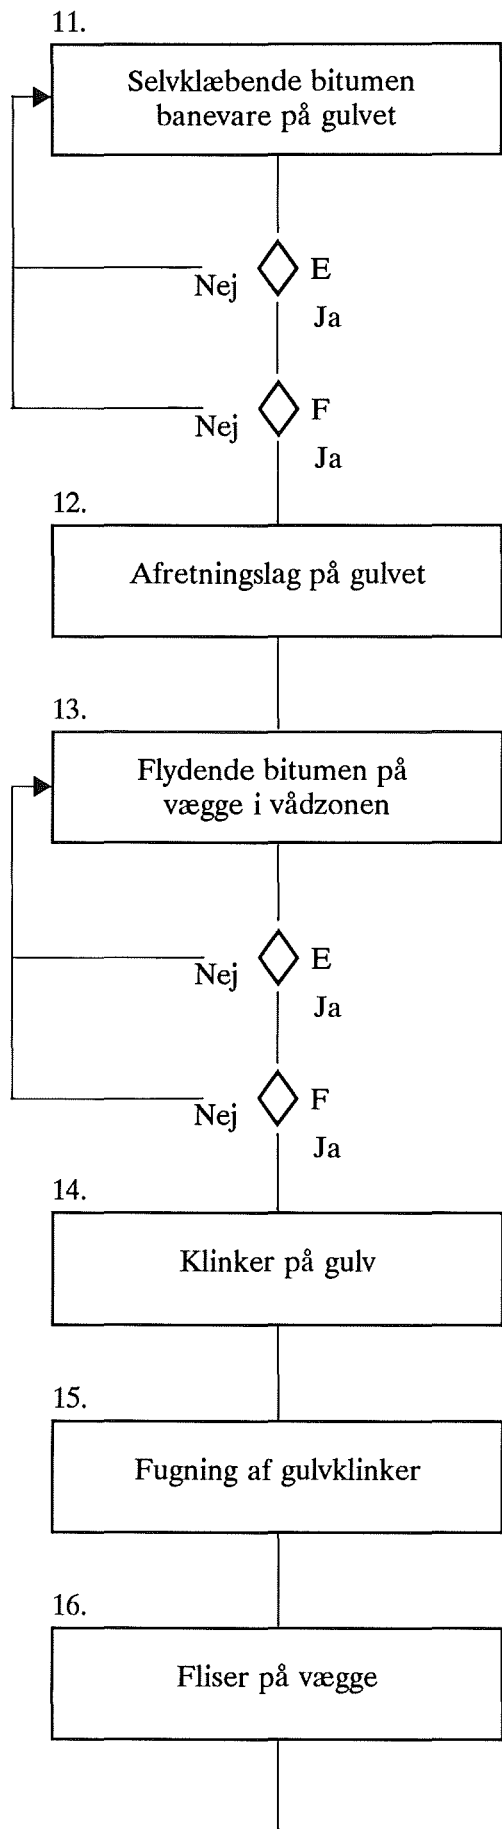 11.
Selvklæbende bitumen
banevare på gulvet
E
Nej
Ja
F
Nej
Ja
12.
Afretningslag på gulvet
13.
Flydende bitumen på
vægge i vådzonen
E
Nej
Ja
F
Nej
Ja
14.
Klinker på gulv
15.
Fugning af gulvklinker
16.
Fliser på vægge